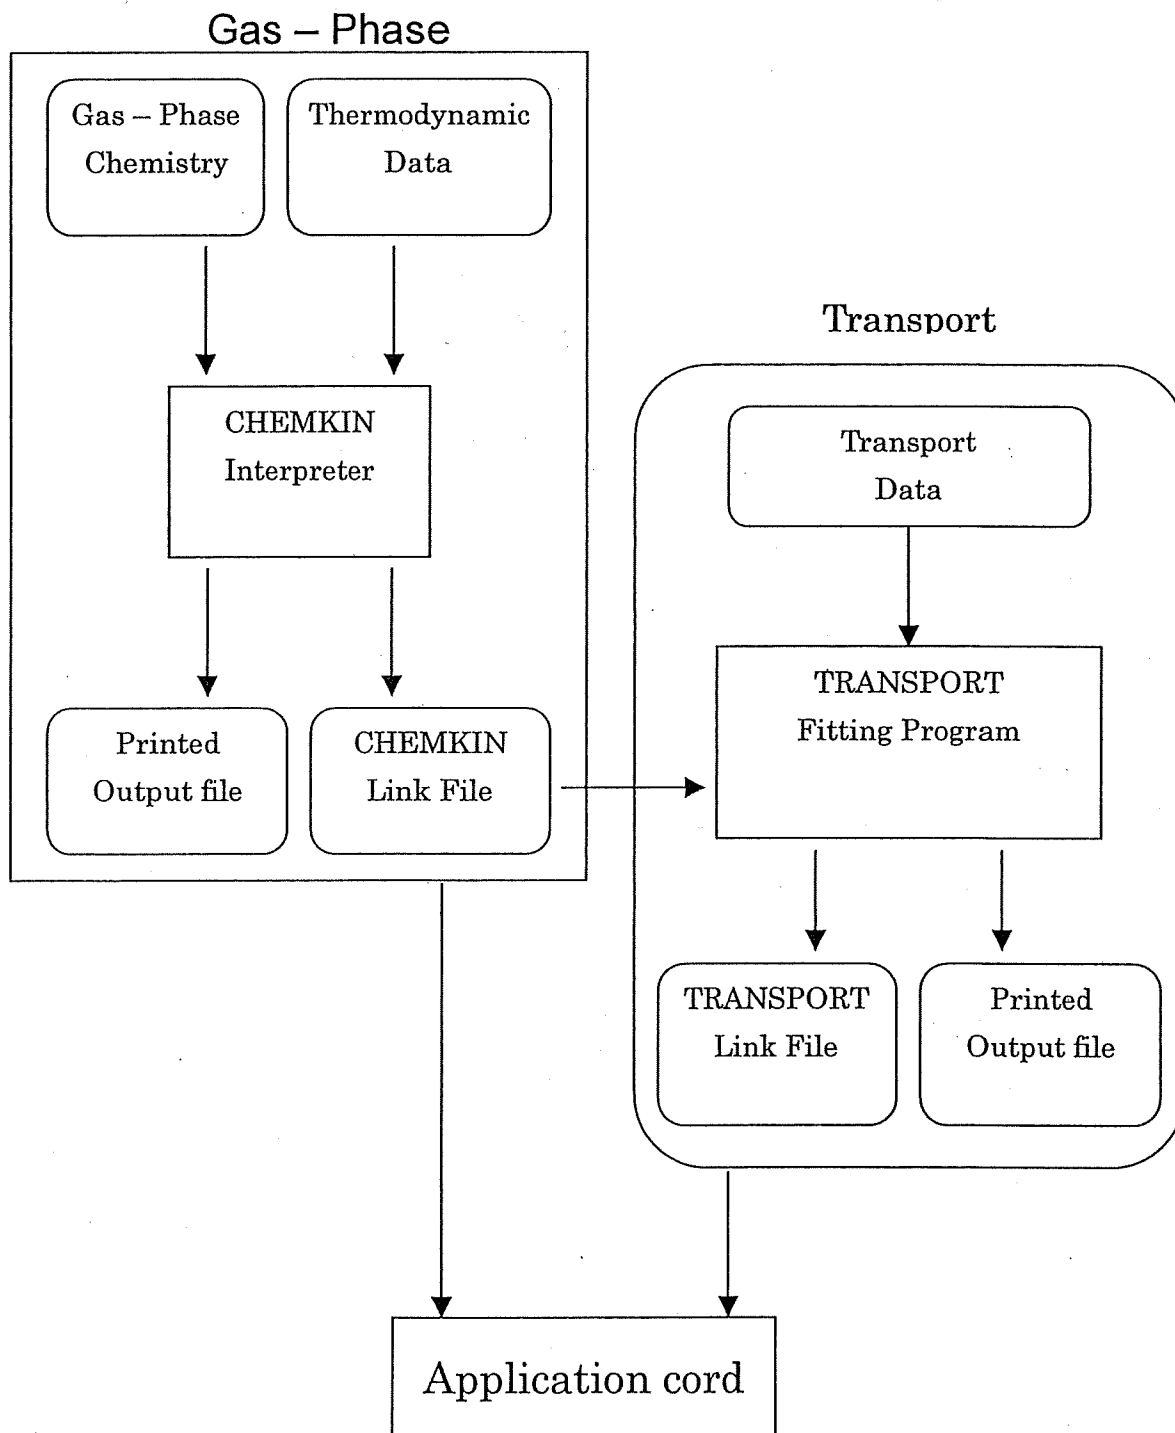 Gas – Phase
Gas – Phase
Chemistry
Thermodynamic
Data
CHEMKIN
Interpreter
Printed
Output file
CHEMKIN
Link File
Transport
Transport
Data
TRANSPORT
Fitting Program
TRANSPORT
Link File
Printed
Output file
Application cord